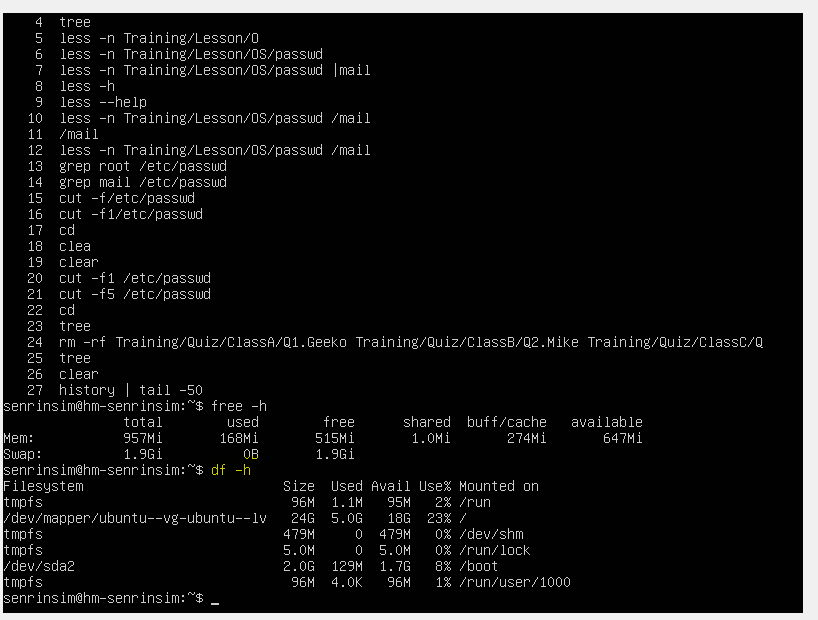 4  tree
    5  less -n Training/Lesson/O
    6  less -n Training/Lesson/OS/passwd
    7  less -n Training/Lesson/OS/passwd |mail
    8  less -h
    9  less --help
   10  less -n Training/Lesson/OS/passwd /mail
   11  /mail
   12  less -n Training/Lesson/OS/passwd /mail
   13  grep root /etc/passwd
   14  grep mail /etc/passwd
   15  cut -f/etc/passwd
   16  cut -f1/etc/passwd
   17  cd
   18  clea
   19  clear
   20  cut -f1 /etc/passwd
   21  cut -f5 /etc/passwd
   22  cd
   23  tree
   24  rm -rf Training/Quiz/ClassA/Q1.Geeko Training/Quiz/ClassB/Q2.Mike Training/Quiz/ClassC/Q
   25  tree
   26  clear
   27  history | tail -50
senrinsim@hm-senrinsim:~$ free -h
               total        used        free      shared  buff/cache   available
Mem:           957Mi       168Mi       515Mi       1.0Mi       274Mi       647Mi
Swap:          1.9Gi          0B       1.9Gi
senrinsim@hm-senrinsim:~$ df -h
Filesystem                         Size  Used Avail Use% Mounted on
tmpfs                               96M  1.1M   95M   2% /run
/dev/mapper/ubuntu--vg-ubuntu--lv   24G  5.0G   18G  23% /
tmpfs                              479M     0  479M   0% /dev/shm
tmpfs                              5.0M     0  5.0M   0% /run/lock
/dev/sda2                          2.0G  129M  1.7G   8% /boot
tmpfs                               96M  4.0K   96M   1% /run/user/1000
senrinsim@hm-senrinsim:~$ _